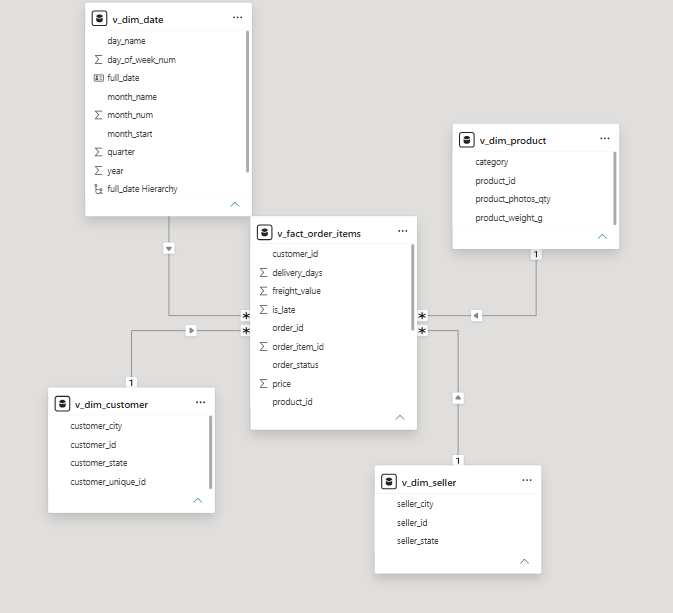 v_dim_date
day_name
day_of_week_num
full_date
month_name
month_num
month_start
quarter
year
full_date Hierarchy
v_dim_product
category
product_id
product_photos_qty
product_weight_g
1
v_fact_order_items
customer_id
delivery_days
freight_value
is_late
order_id
order_item_id
order_status
price
product_id
*
*
*
*
1
v_dim_customer
customer_city
customer_id
customer_state
customer_unique_id
1
v_dim_seller
seller_city
seller_id
seller_state